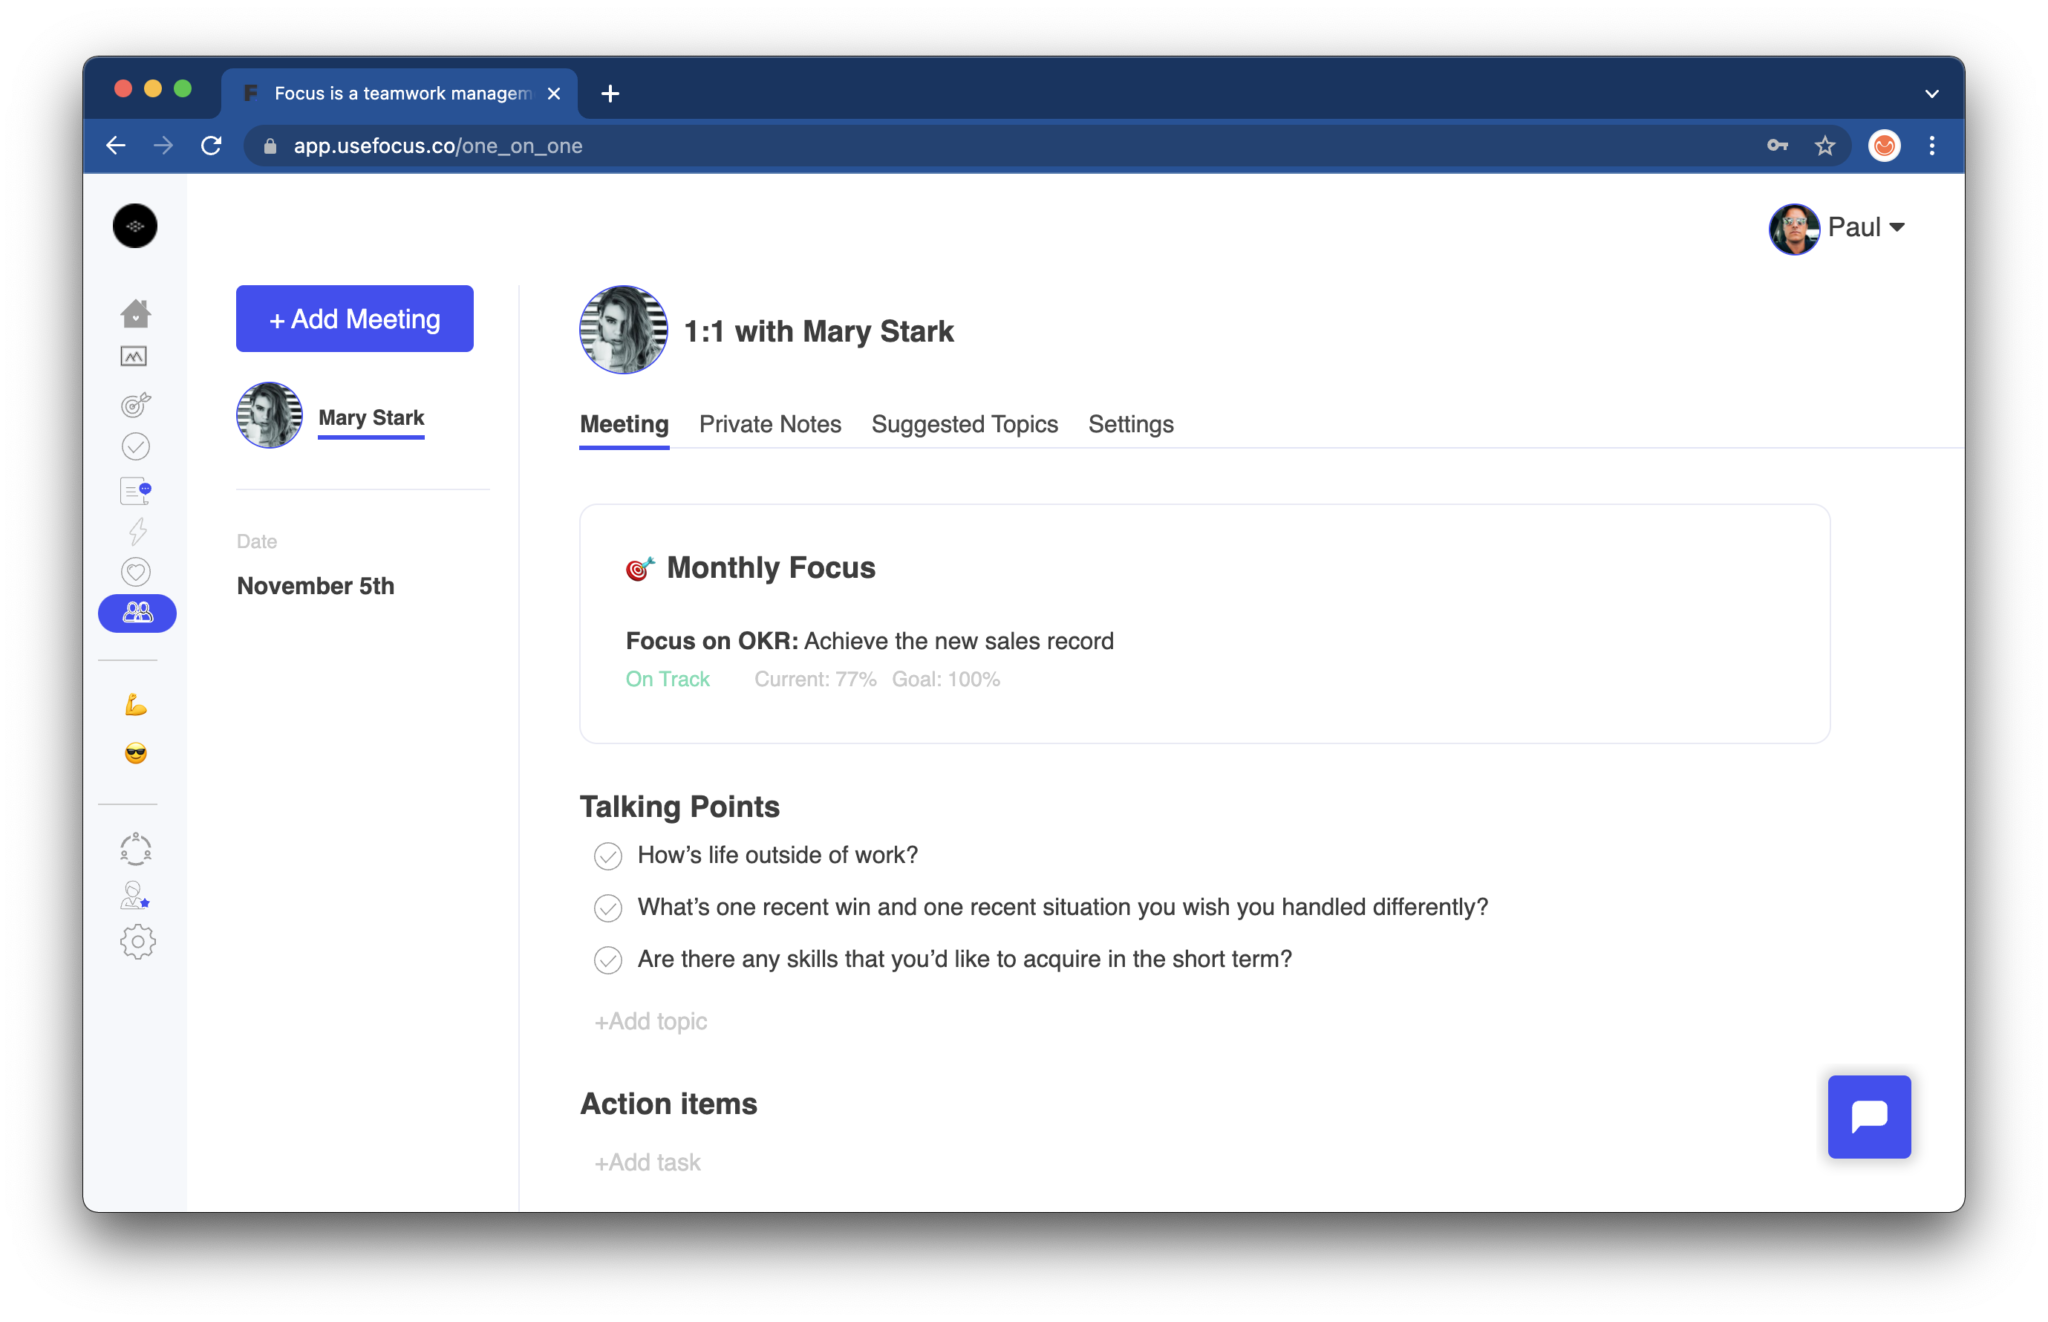 Focus is a teamwork managem
app.usefocus.co/one_on_one
Paul
+ Add Meeting
Mary Stark
Date
November 5th
1:1 with Mary Stark
Meeting Private Notes Suggested Topics Settings
Monthly Focus
Focus on OKR: Achieve the new sales record
On Track Current: 77% Goal: 100%
Talking Points
How’s life outside of work?
What’s one recent win and one recent situation you wish you handled differently?
Are there any skills that you’d like to acquire in the short term?
+Add topic
Action items
+Add task